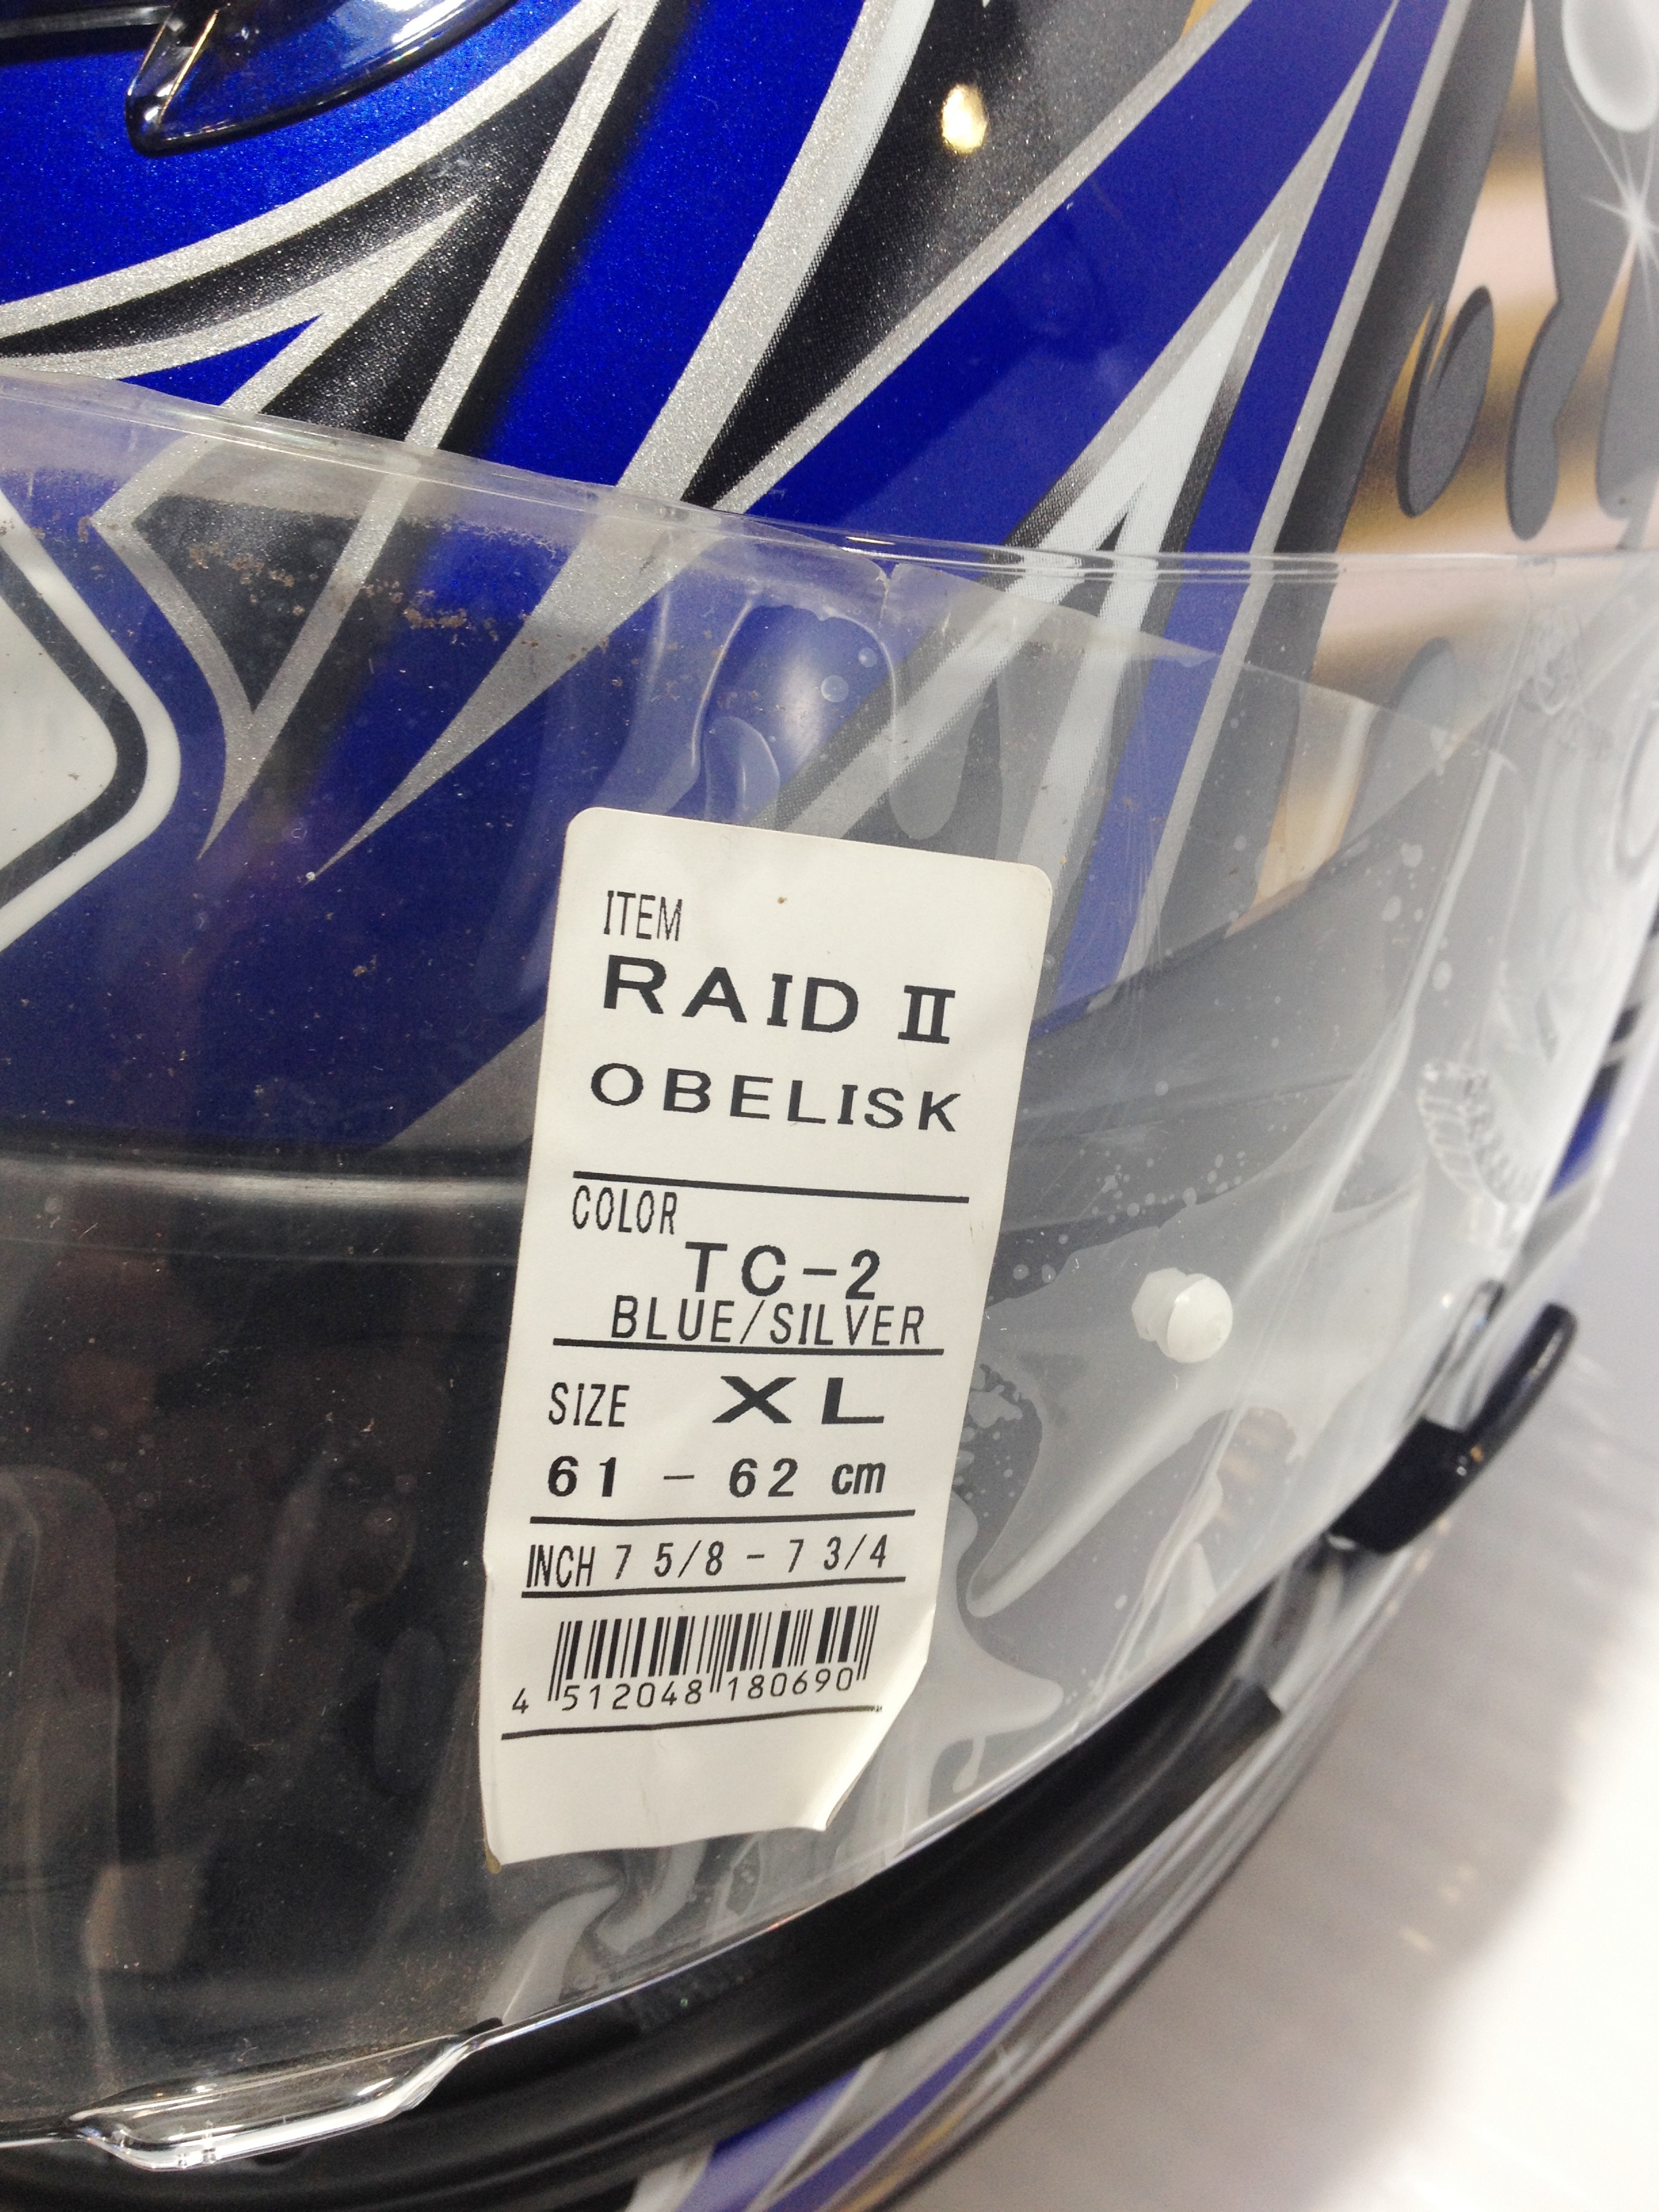 ITEM
RAID II
OBELISK
COLOR
TC-2
BLUE/SILVER
SIZE XL
61 - 62 cm
INCH 7 5/8 - 7 3/4
4 512048 180690